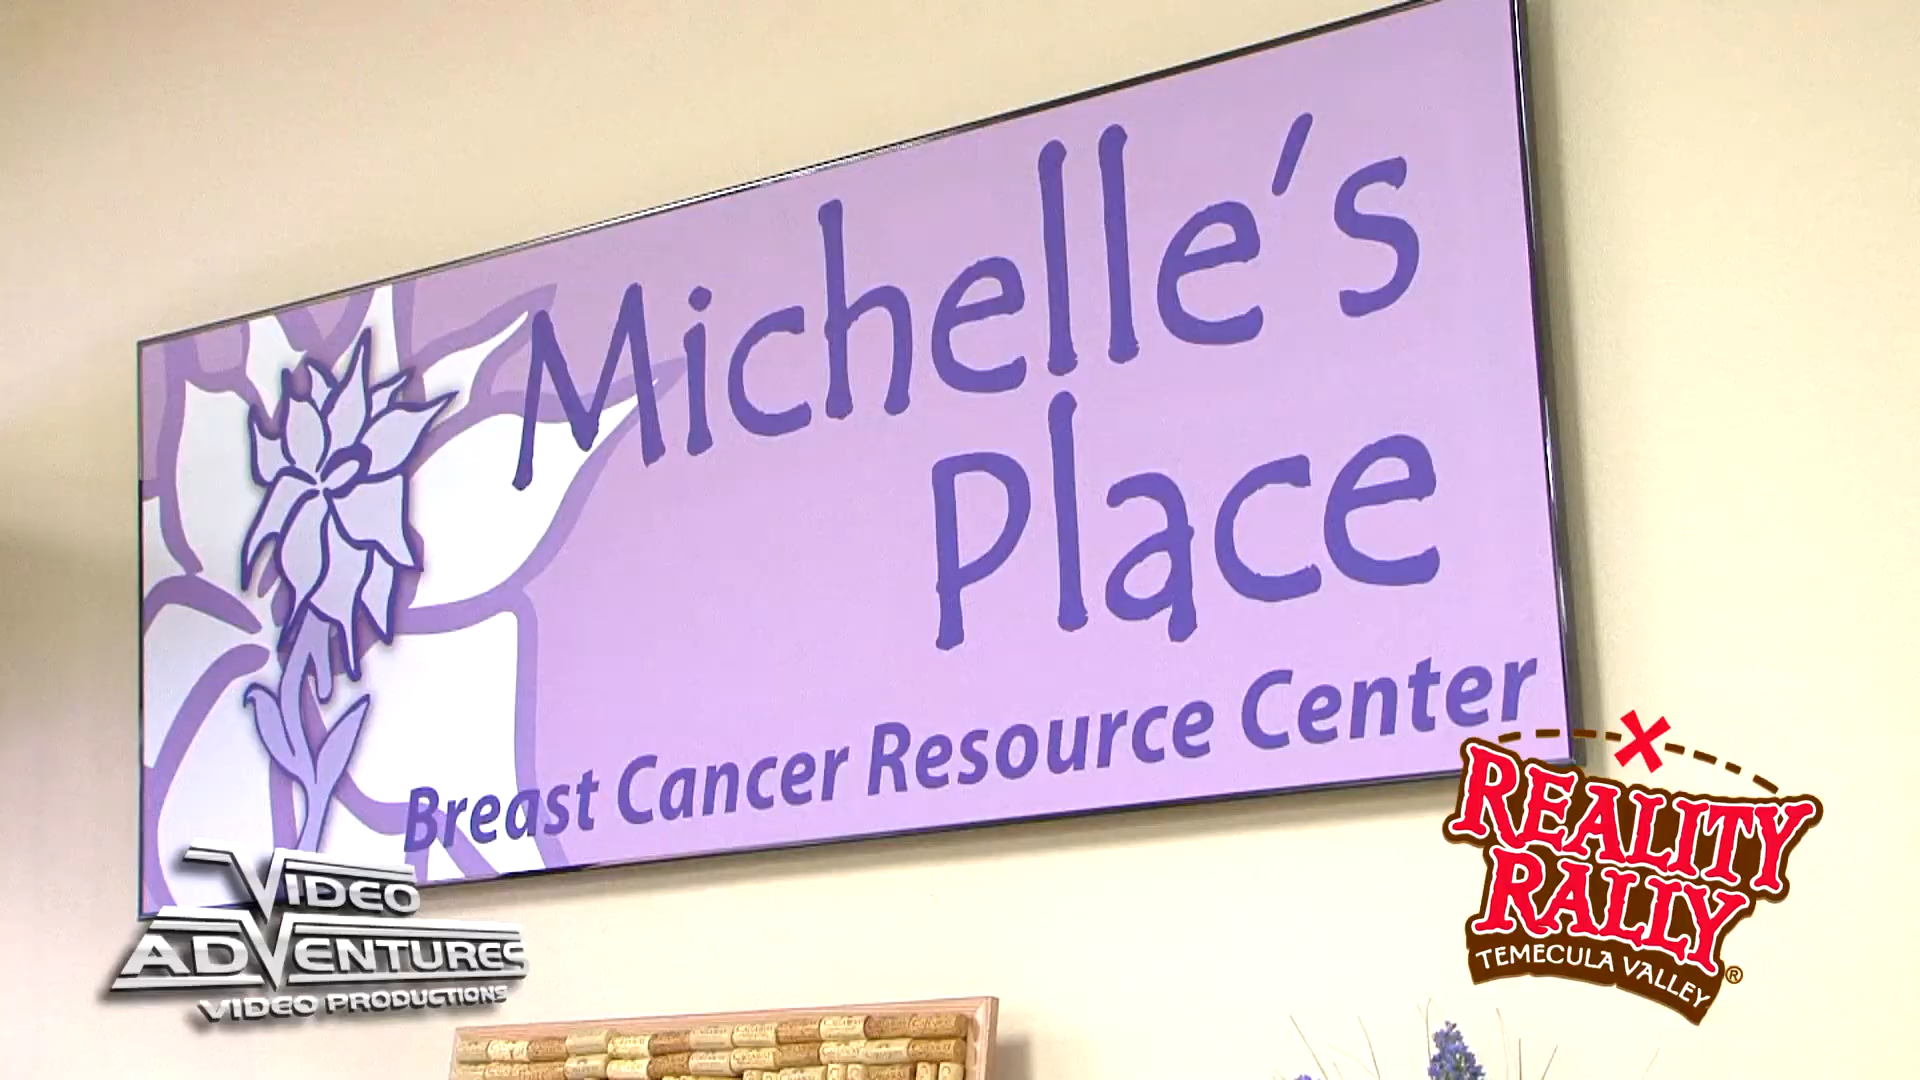 Michelle's
Place
Breast Cancer Resource Center
VIDEO
ADVENTURES
VIDEO PRODUCTIONS
REALITY
RALLY
TEMECULA VALLEY®